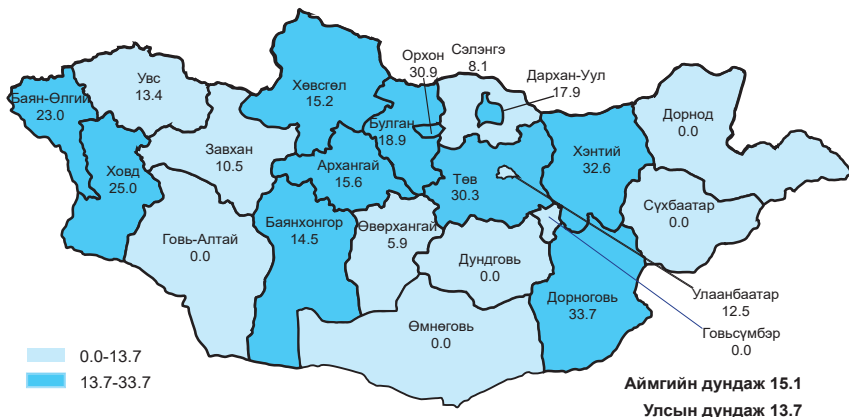 Орхон
30.9
Сэлэнгэ
8.1
Дархан-Уул
17.9
Увс
13.4
Хөвсгөл
15.2
Баян-Өлгий
23.0
Булган
18.9
Дорнод
0.0
Завхан
10.5
Архангай
15.6
Хэнтий
32.6
Ховд
25.0
Төв
30.3
Сүхбаатар
0.0
Говь-Алтай
0.0
Баянхонгор
14.5
Өвөрхангай
5.9
Дундговь
0.0
Дорноговь
33.7
Улаанбаатар
12.5
Өмнөговь
0.0
Говьсүмбэр
0.0
0.0-13.7
13.7-33.7
Аймгийн дундаж 15.1
Улсын дундаж 13.7